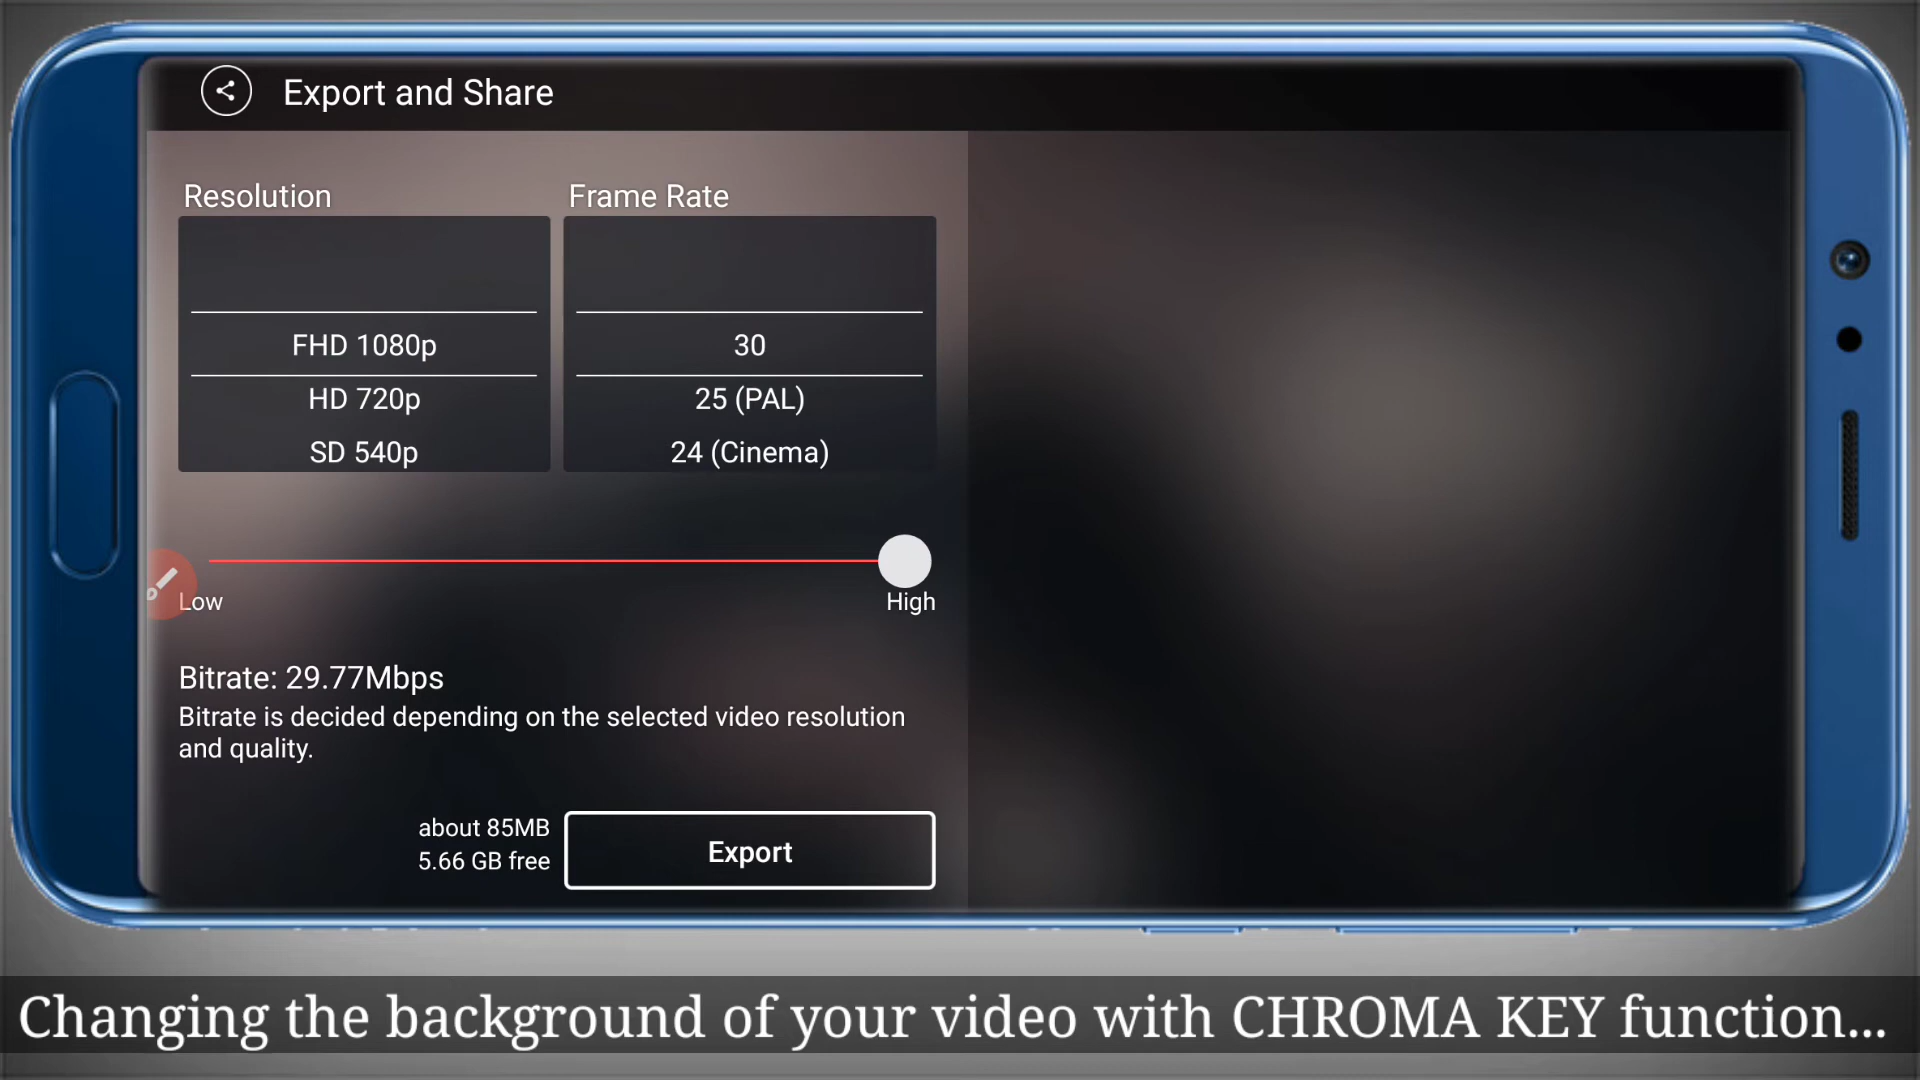 Export and Share
Resolution
Frame Rate
FHD 1080p
30
HD 720p
25 (PAL)
SD 540p
24 (Cinema)
Low
High
Bitrate: 29.77Mbps
Bitrate is decided depending on the selected video resolution
and quality.
about 85MB
5.66 GB free
Export
Changing the background of your video with CHROMA KEY function...